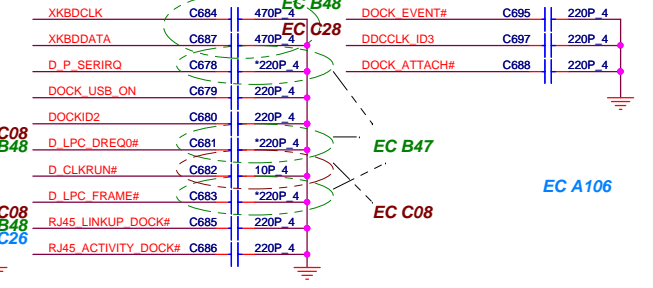 EC B48
XKBDCLK C684 470P_4
EC C28
XKBDDATA C687 470P_4
D_P_SERIRQ C678 *220P_4
DOCK_USB_ON C679 220P_4
DOCKID2 C680 220P_4
D_LPC_DREQ0# C681 *220P_4
D_CLKRUN# C682 10P_4
D_LPC_FRAME# C683 *220P_4
RJ45_LINKUP_DOCK# C685 220P_4
RJ45_ACTIVITY_DOCK# C686 220P_4
DOCK_EVENT# C695 220P_4
DDCCLK_ID3 C697 220P_4
DOCK_ATTACH# C688 220P_4
EC B47
EC C08
EC A106
C08
B48
C08
B48
C26